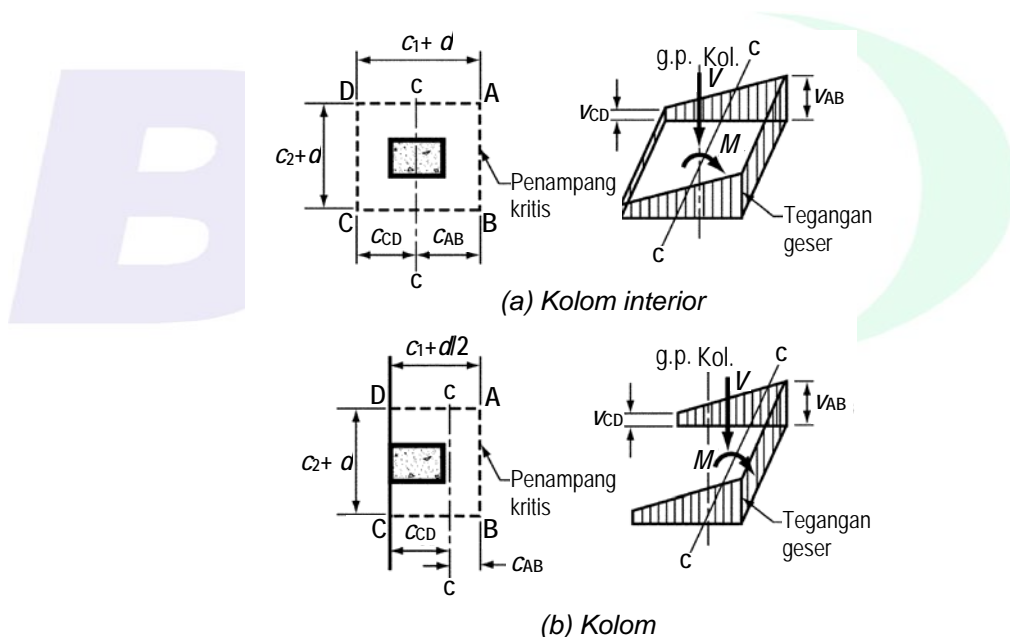 c1+ d
c
D
A
c2+d
Penampang
kritis
C
B
cCD
cAB
c
g.p. Kol.
c
V
vCD
vAB
M
Tegangan
geser
c
(a) Kolom interior
c1+ d/2
D
c
A
c2+ d
Penampang
kritis
C
B
cCD
cAB
c
g.p. Kol.
c
V
vCD
vAB
M
Tegangan
geser
c
(b) Kolom
B